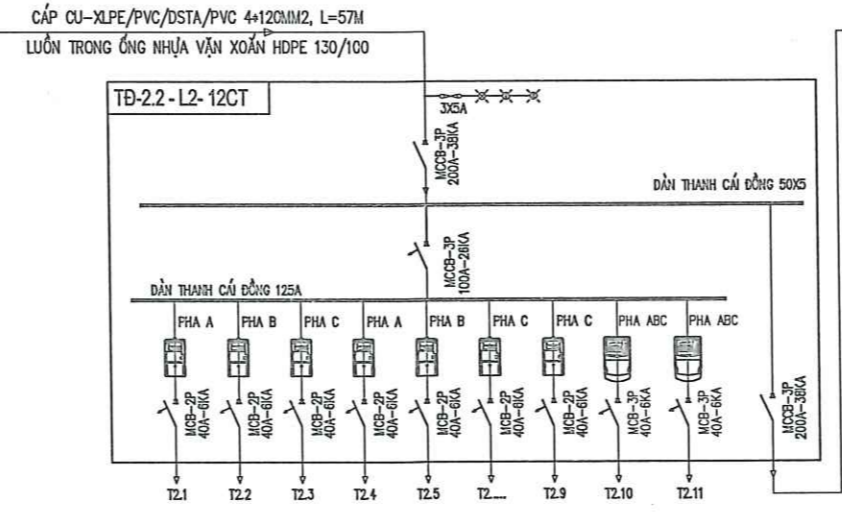 CÁP CU-XLPE/PVC/DSTA/PVC 4*120MM2, L=57M
LUỒN TRONG ỐNG NHỰA VẶN XOẮN HDPE 130/100
TĐ-2.2 - L2- 12CT
3X5A
MCCB-3P
200A-38KA
DÀN THANH CÁI ĐỒNG 50X5
MCCB-3P
100A-26KA
DÀN THANH CÁI ĐỒNG 125A
PHA A
PHA B
PHA C
PHA A
PHA B
PHA C
PHA C
PHA ABC
PHA ABC
MCB-2P
40A-6KA
MCB-2P
40A-6KA
MCB-2P
40A-6KA
MCB-2P
40A-6KA
MCB-2P
40A-6KA
MCB-2P
40A-6KA
MCB-2P
40A-6KA
MCB-3P
40A-6KA
MCB-3P
40A-6KA
MCCB-3P
200A-38KA
T2.1
T2.2
T2.3
T2.4
T2.5
T2.....
T2.9
T2.10
T2.11